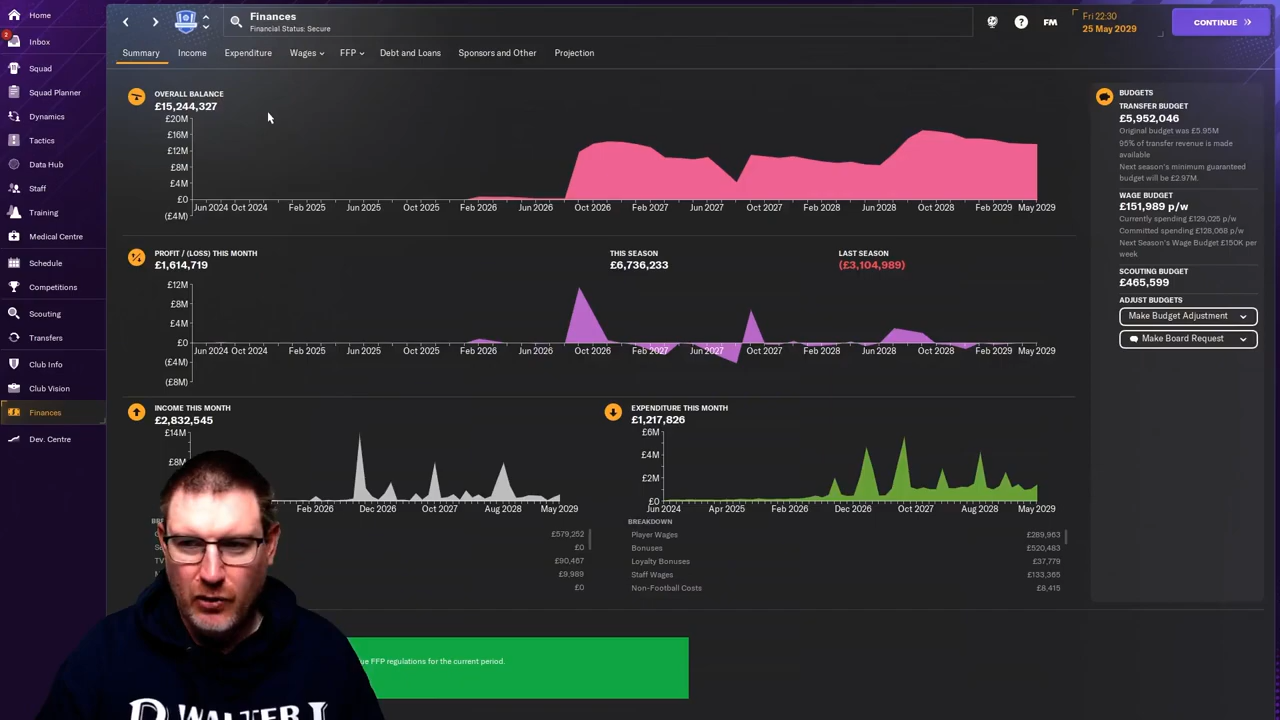 Home
2
Inbox
Squad
Squad Planner
Dynamics
Tactics
Data Hub
Staff
Training
Medical Centre
Schedule
Competitions
Scouting
Transfers
Club Info
Club Vision
Finances
Dev. Centre
Finances
Financial Status: Secure
FM
Fri 22:30
25 May 2029
CONTINUE
Summary
Income
Expenditure
Wages
FFP
Debt and Loans
Sponsors and Other
Projection
OVERALL BALANCE
£15,244,327
£20M
£16M
£12M
£8M
£4M
£0
(£4M)
Jun 2024 Oct 2024 Feb 2025 Jun 2025 Oct 2025 Feb 2026 Jun 2026 Oct 2026 Feb 2027 Jun 2027 Oct 2027 Feb 2028 Jun 2028 Oct 2028 Feb 2029 May 2029
PROFIT / (LOSS) THIS MONTH
£1,614,719
THIS SEASON
£6,736,233
LAST SEASON
(£3,104,989)
£12M
£8M
£4M
£0
(£4M)
(£8M)
Jun 2024 Oct 2024 Feb 2025 Jun 2025 Oct 2025 Feb 2026 Jun 2026 Oct 2026 Feb 2027 Jun 2027 Oct 2027 Feb 2028 Jun 2028 Oct 2028 Feb 2029 May 2029
INCOME THIS MONTH
£2,832,545
£14M
£8M
Feb 2026 Dec 2026 Oct 2027 Aug 2028 May 2029
£579,252
£0
TV
£90,467
£9,989
£0
EXPENDITURE THIS MONTH
£1,217,826
£6M
£4M
£2M
£0
Jun 2024 Apr 2025 Feb 2026 Dec 2026 Oct 2027 Aug 2028 May 2029
BREAKDOWN
Player Wages £289,963
Bonuses £520,483
Loyalty Bonuses £37,779
Staff Wages £133,365
Non-Football Costs £8,415
FFP regulations for the current period.
BUDGETS
TRANSFER BUDGET
£5,952,046
Original budget was £5.95M
95% of transfer revenue is made
available
Next season's minimum guaranteed
budget will be £2.97M.
WAGE BUDGET
£151,989 p/w
Currently spending £129,025 p/w
Committed spending £128,068 p/w
Next Season's Wage Budget £150K per
week
SCOUTING BUDGET
£465,599
ADJUST BUDGETS
Make Budget Adjustment
Make Board Request
D WALTER